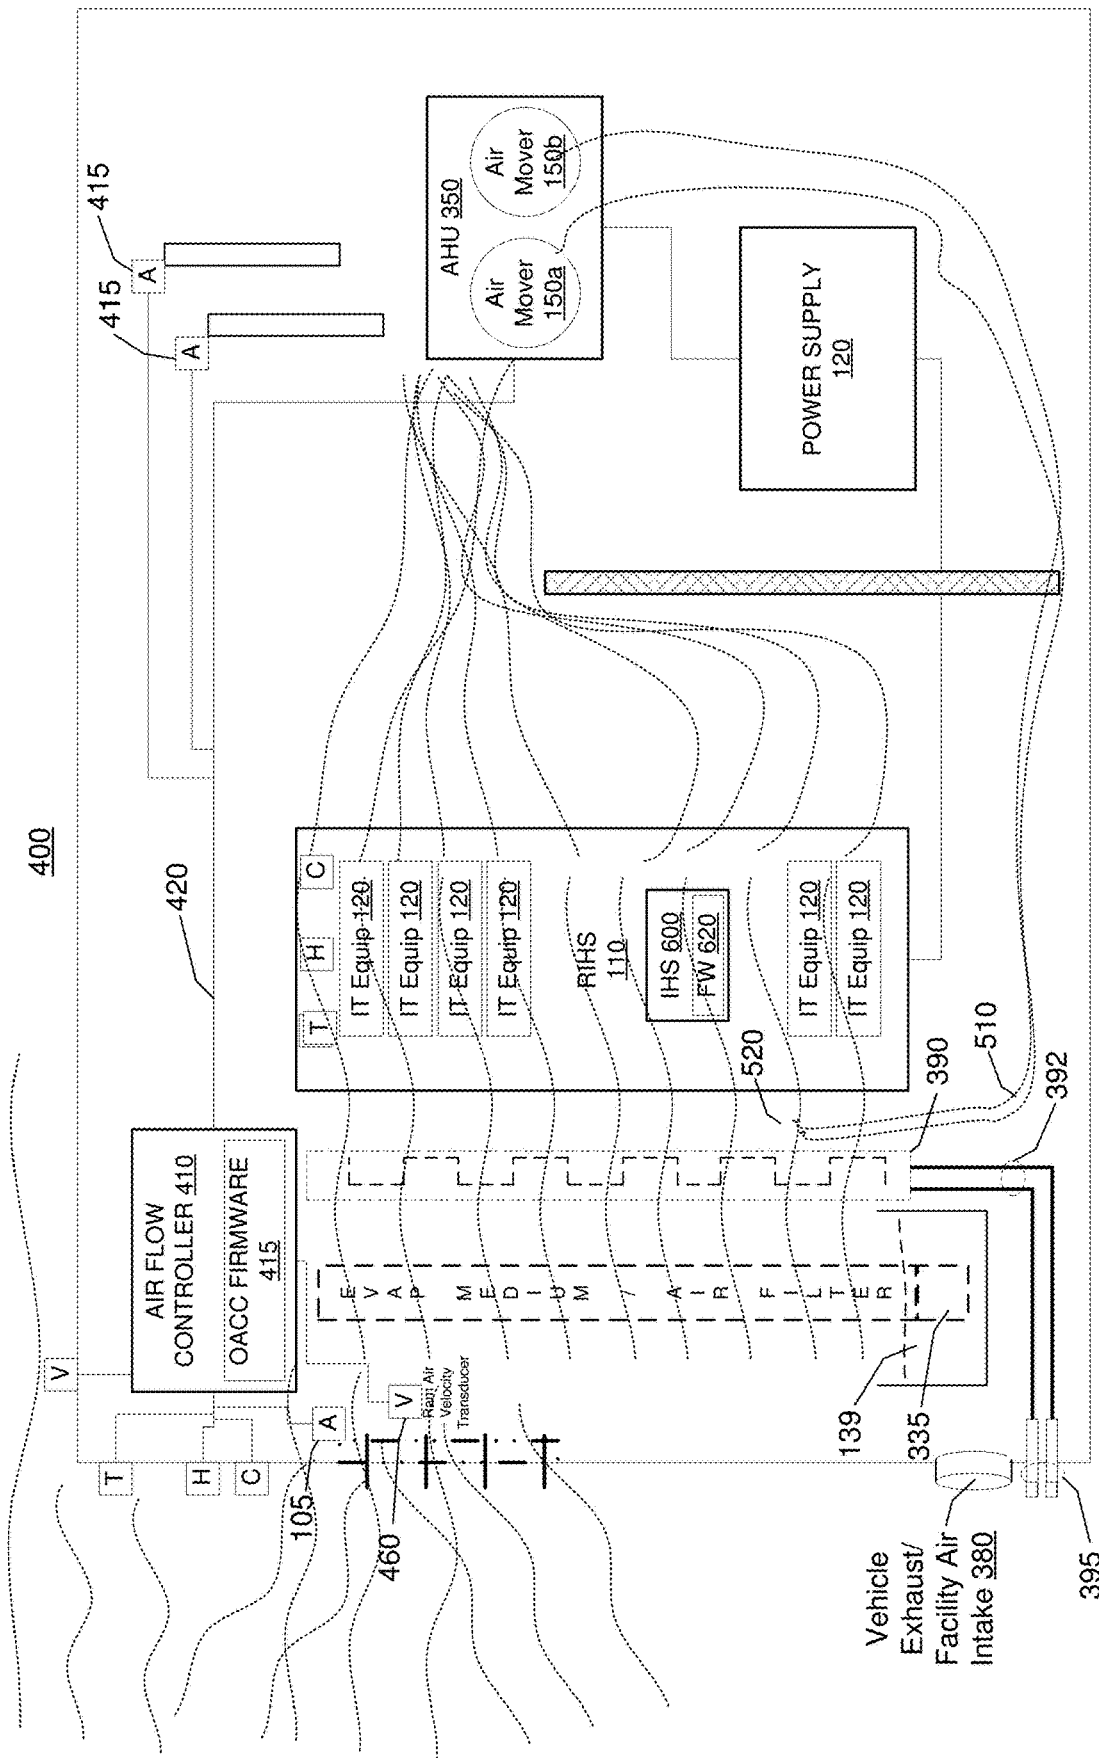 400
415
415
A
A
420
V
AIR FLOW
CONTROLLER 410
OACC FIRMWARE
415
T
H
C
105
A
460
V
Ram Air
Velocity
Transducer
EVAP MEDIUM / AIR FILTER
139
335
Vehicle
Exhaust/
Facility Air
Intake 380
395
390
392
510
520
T
H
C
IT Equip 120
IT Equip 120
IT Equip 120
IT Equip 120
RIHS
110
IHS 600
FW 620
IT Equip 120
IT Equip 120
AHU 350
Air
Mover
150a
Air
Mover
150b
POWER SUPPLY
120